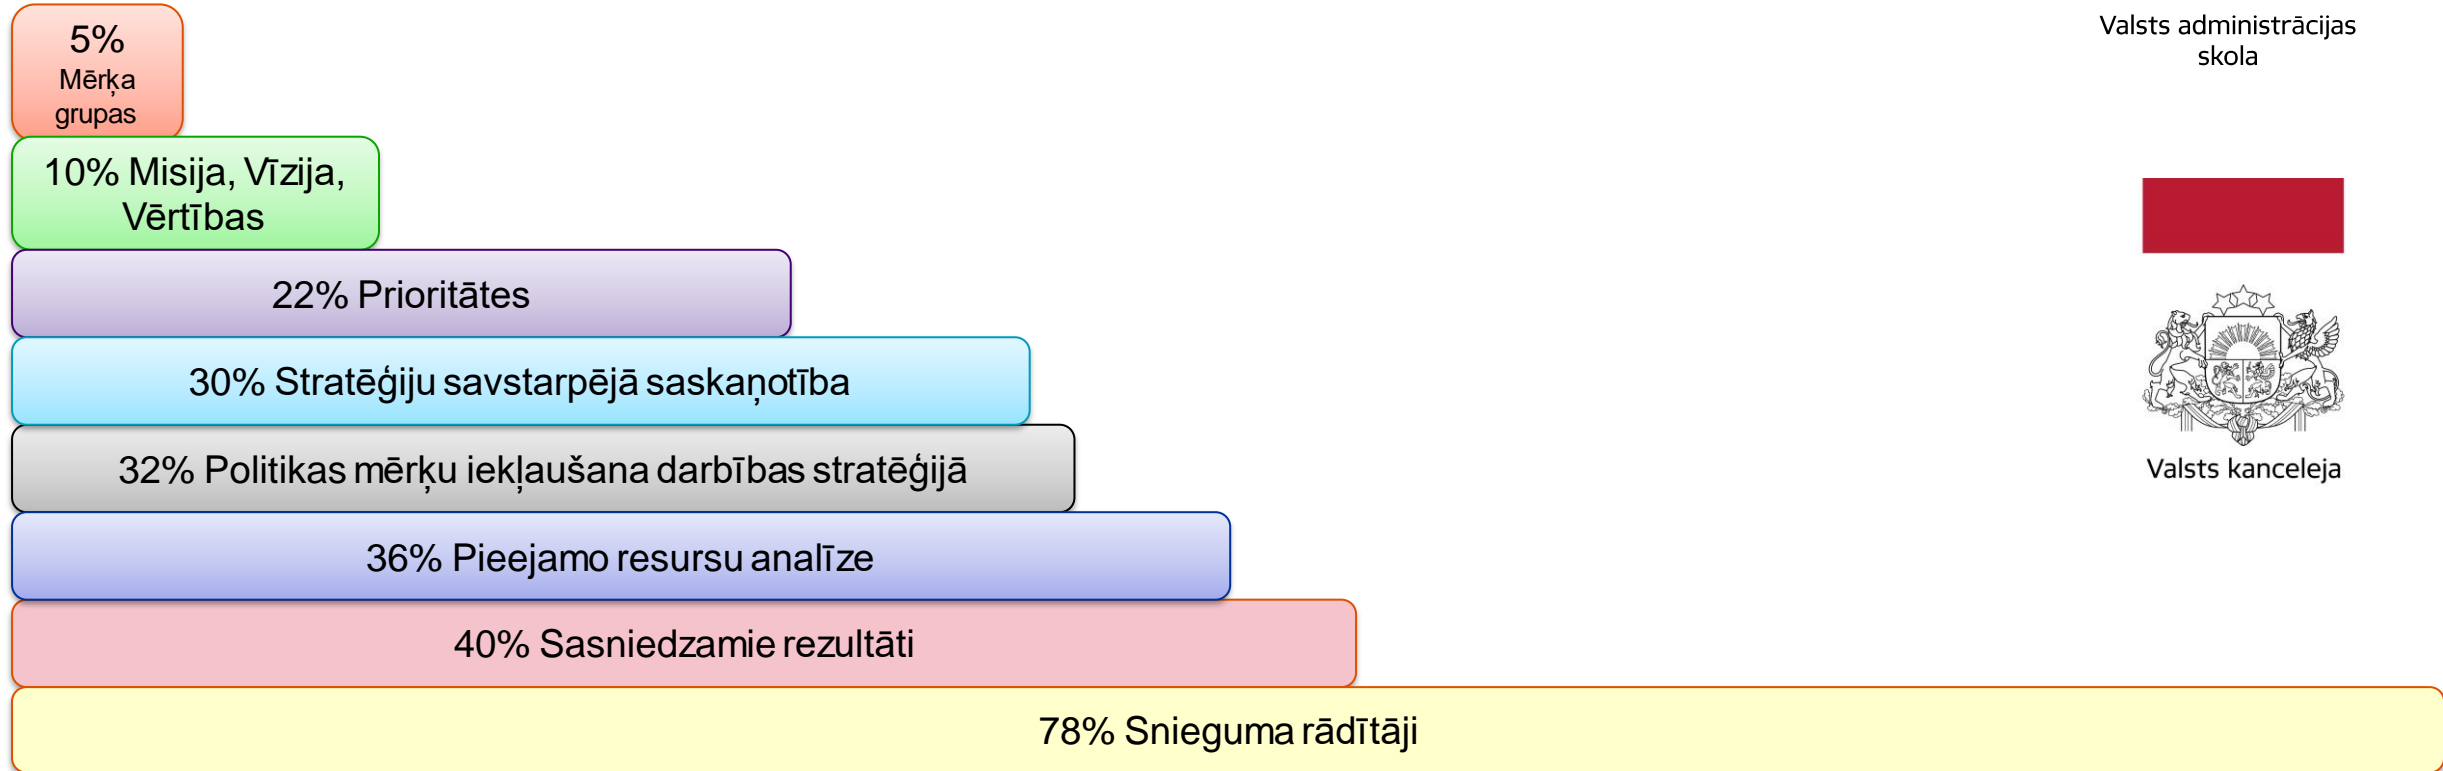 5%
Mērķa
grupas
10% Misija, Vīzija,
Vērtības
22% Prioritātes
30% Stratēģiju savstarpējā saskaņotība
32% Politikas mērķu iekļaušana darbības stratēģijā
36% Pieejamo resursu analīze
40% Sasniedzamie rezultāti
78% Snieguma rādītāji
Valsts administrācijas
skola
Valsts kanceleja